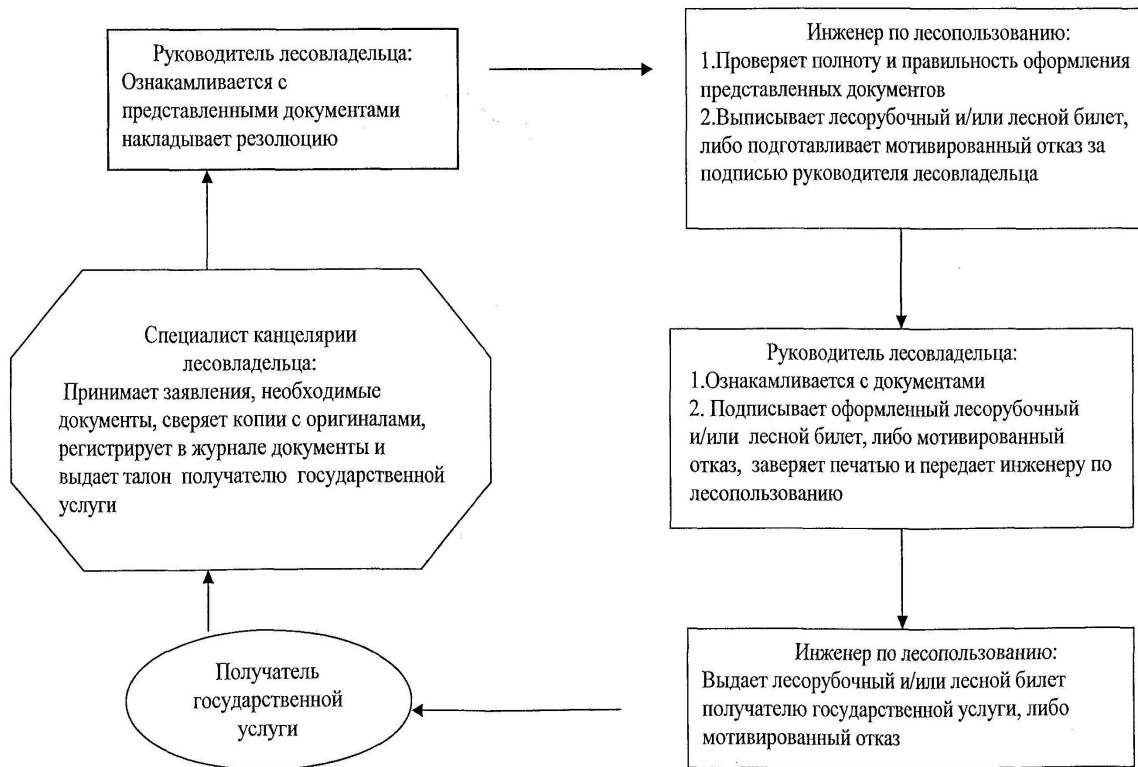 Руководитель лесовладельца:
Ознакамливается с
представленными документами
накладывает резолюцию
Инженер по лесопользованию:
1.Проверяет полноту и правильность оформления
представленных документов
2.Выписывает лесорубочный и/или лесной билет,
либо подготавливает мотивированный отказ за
подписью руководителя лесовладельца
Специалист канцелярии
лесовладельца:
Принимает заявления, необходимые
документы, сверяет копии с оригиналами,
регистрирует в журнале документы и
выдает талон получателю государственной
услуги
Руководитель лесовладельца:
1.Ознакамливается с документами
2. Подписывает оформленный лесорубочный
и/или лесной билет, либо мотивированный
отказ, заверяет печатью и передает инженеру по
лесопользованию
Получатель
государственной
услуги
Инженер по лесопользованию:
Выдает лесорубочный и/или лесной билет
получателю государственной услуги, либо
мотивированный отказ